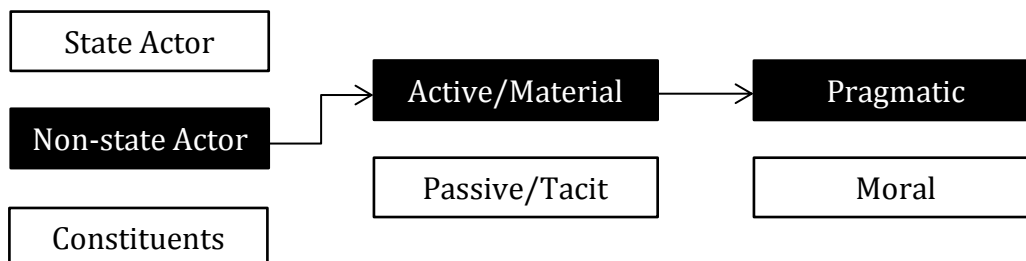 State Actor
Non-state Actor
Constituents
Active/Material
Passive/Tacit
Pragmatic
Moral